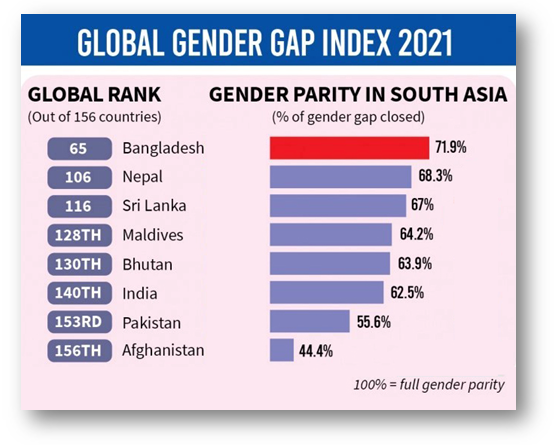 GLOBAL GENDER GAP INDEX 2021
GLOBAL RANK GENDER PARITY IN SOUTH ASIA
(Out of 156 countries) (% of gender gap closed)
65 Bangladesh 71.9%
106 Nepal 68.3%
116 Sri Lanka 67%
128TH Maldives 64.2%
130TH Bhutan 63.9%
140TH India 62.5%
153RD Pakistan 55.6%
156TH Afghanistan 44.4%
100% = full gender parity